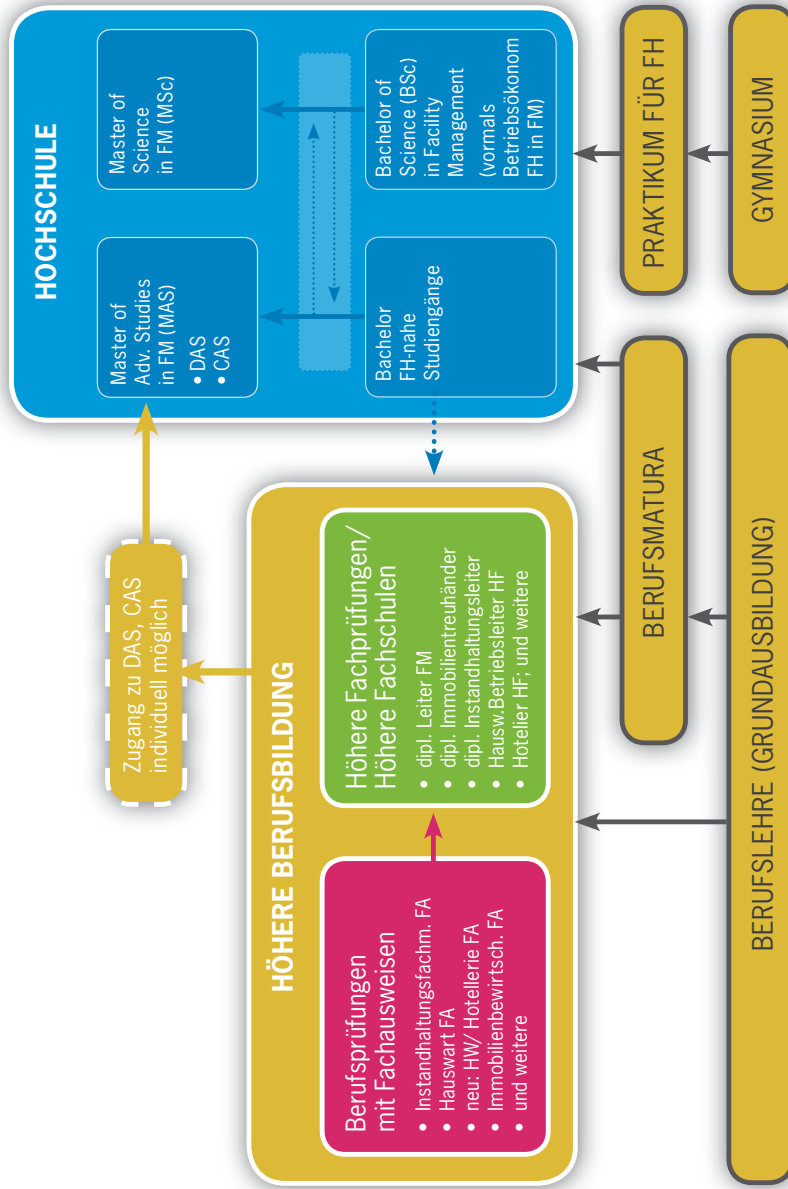 Zugang zu DAS, CAS
individuell möglich
HÖHERE BERUFSBILDUNG
Berufsprüfungen
mit Fachausweisen
• Instandhaltungsfachm. FA
• Hauswart FA
• neu: HW/ Hotellerie FA
• Immobilienbewirtsch. FA
• und weitere
Höhere Fachprüfungen/
Höhere Fachschulen
• dipl. Leiter FM
• dipl. Immobilientreuhänder
• dipl. Instandhaltungsleiter
• Hausw.Betriebsleiter HF
• Hotelier HF; und weitere
HOCHSCHULE
Master of
Adv. Studies
in FM (MAS)
• DAS
• CAS
Master of
Science
in FM (MSc)
Bachelor
FH-nahe
Studiengänge
Bachelor of
Science (BSc)
in Facility
Management
(vormals
Betriebsökonom
FH in FM)
BERUFSMATURA
PRAKTIKUM FÜR FH
BERUFSLEHRE (GRUNDAUSBILDUNG)
GYMNASIUM